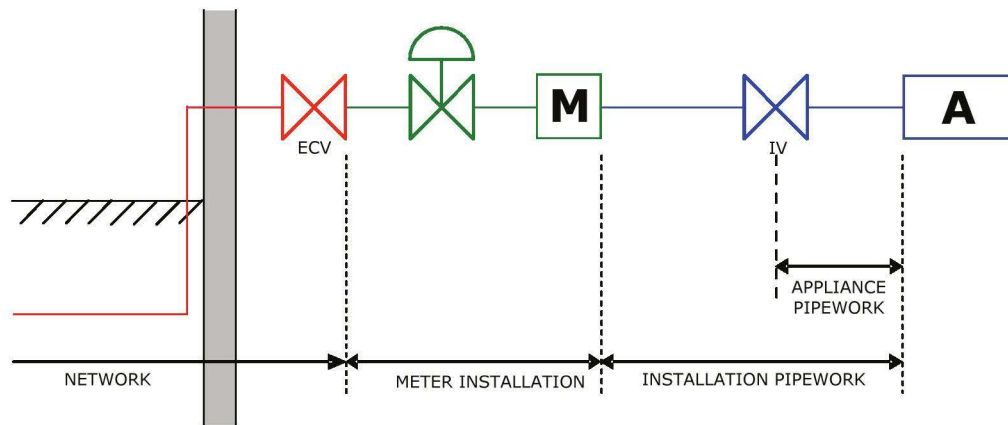 M
A
ECV
IV
APPLIANCE
PIPEWORK
NETWORK
METER INSTALLATION
INSTALLATION PIPEWORK